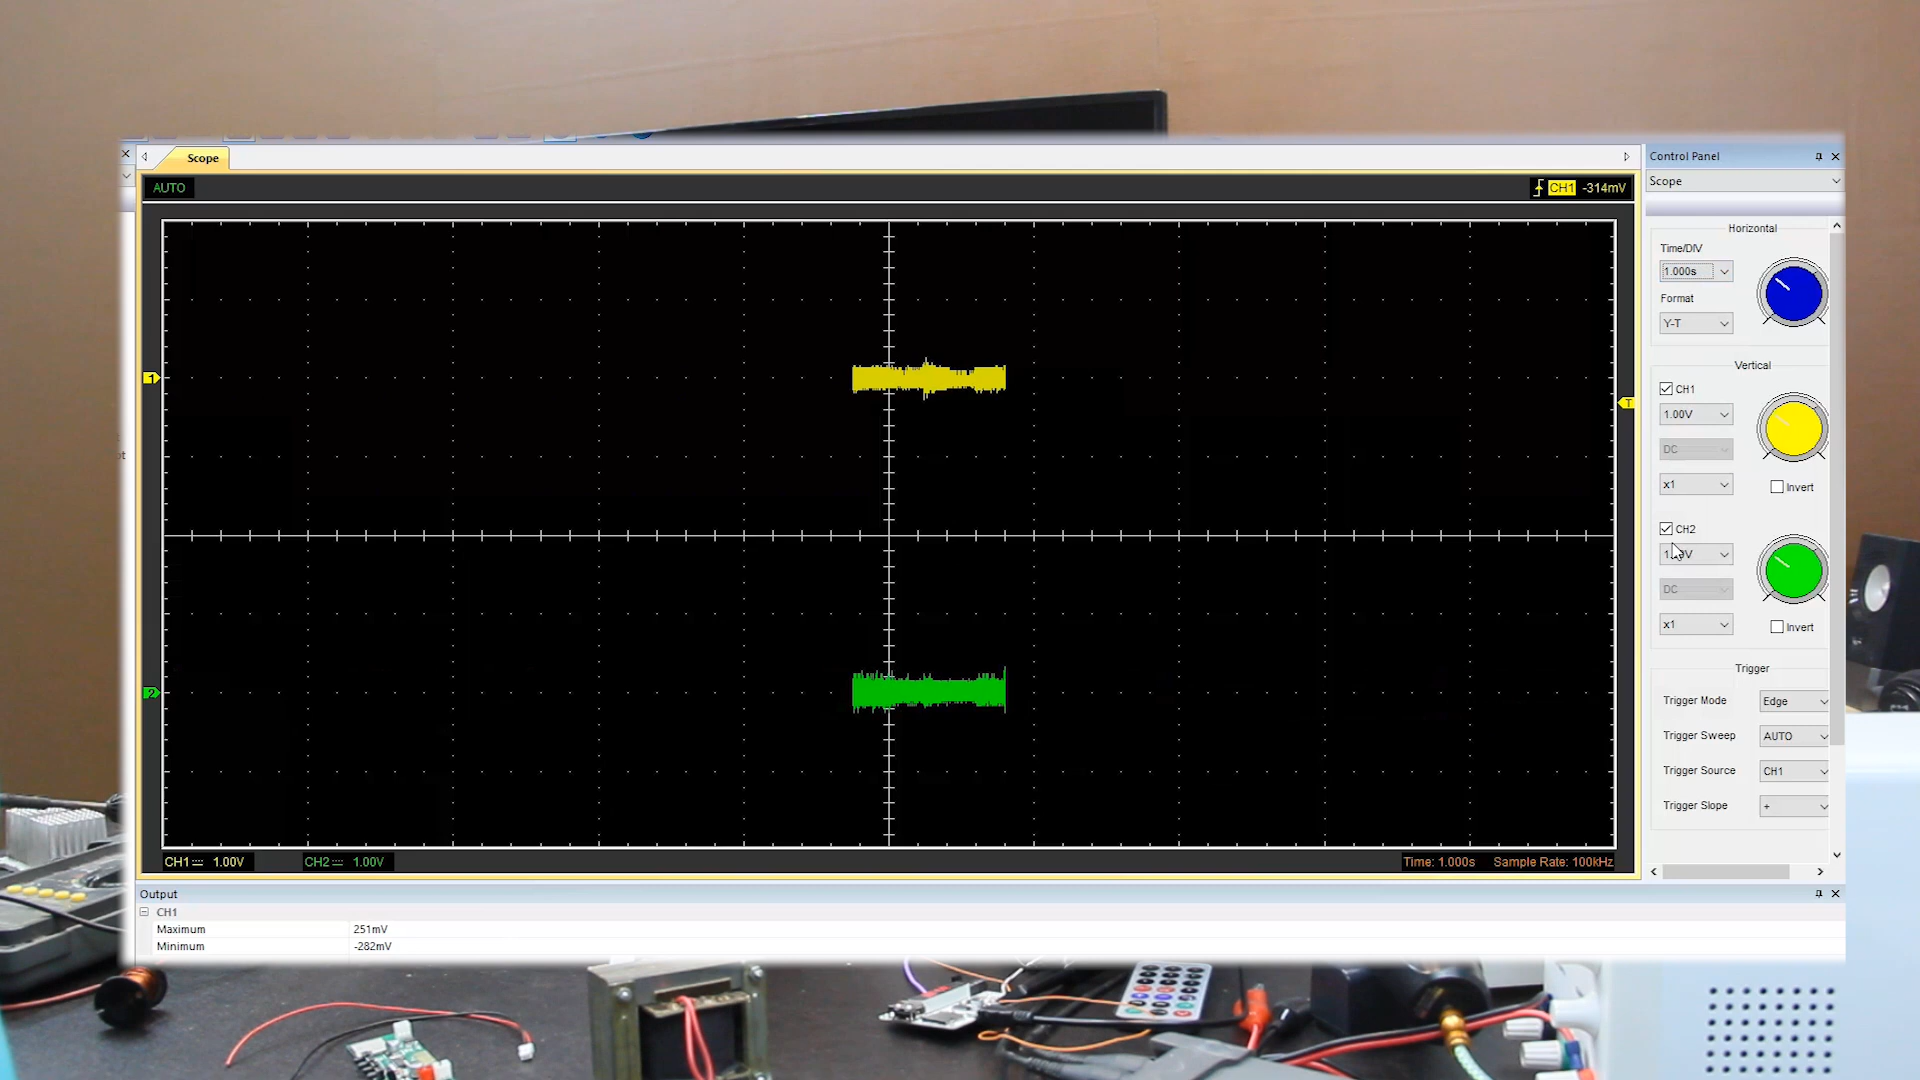 Scope
Control Panel
AUTO
CH1 -314mV
Scope
Horizontal
Time/DIV
1.000s
Format
Y-T
Vertical
1
CH1
T
1.00V
DC
x1
Invert
CH2
DC
x1
Invert
Trigger
2
Trigger Mode Edge
Trigger Sweep AUTO
Trigger Source CH1
Trigger Slope +
CH1 1.00V CH2 1.00V Time: 1.000s Sample Rate: 100kHz
Output
CH1
Maximum 251mV
Minimum -282mV